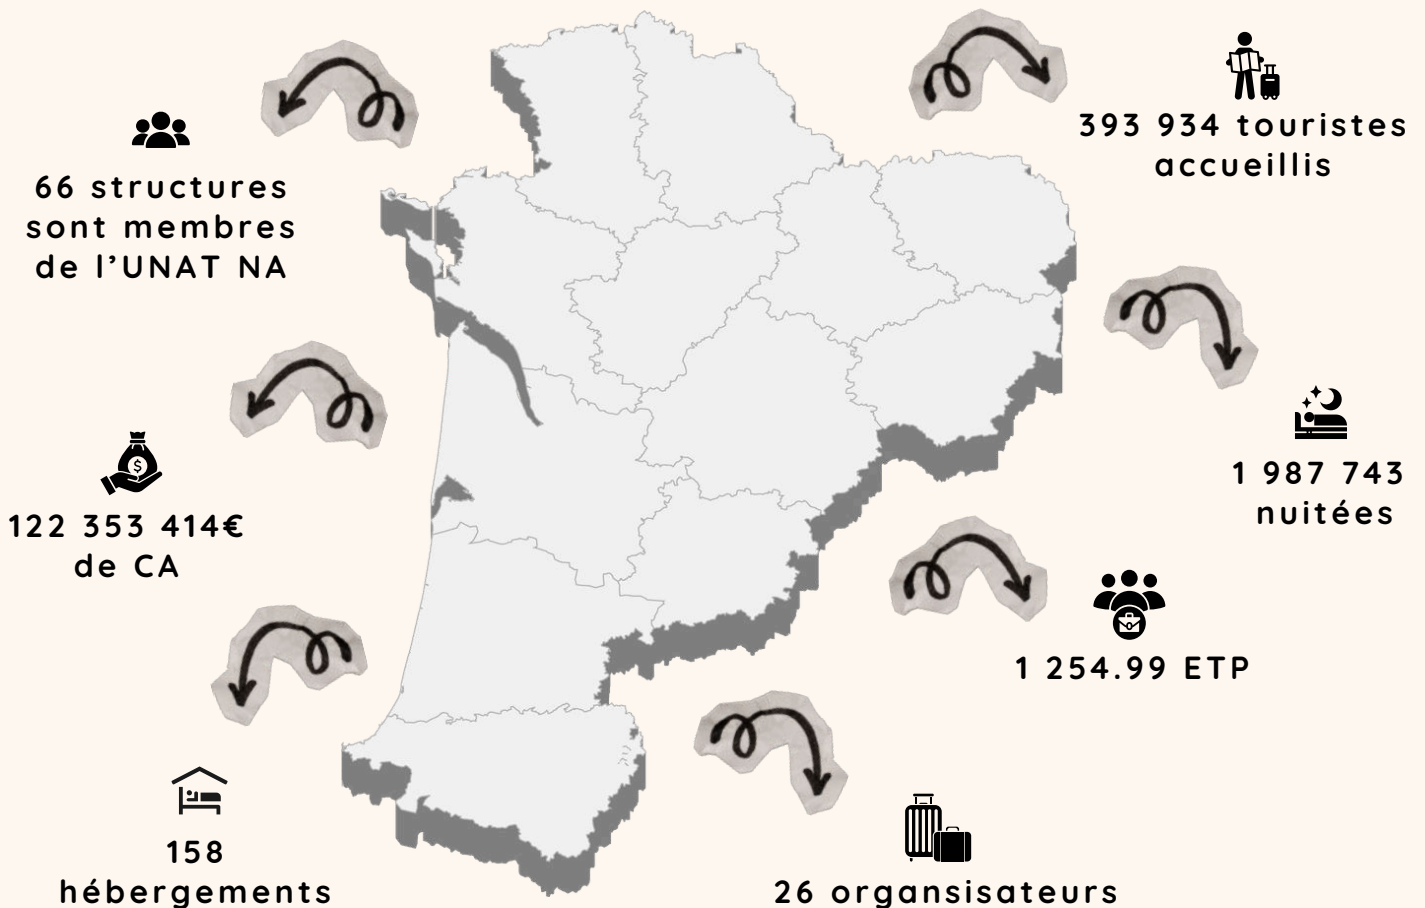 66 structures
sont membres
de l’UNAT NA
122 353 414€
de CA
158
hébergements
393 934 touristes
accueillis
1 987 743
nuitées
1 254.99 ETP
26 organsisateurs